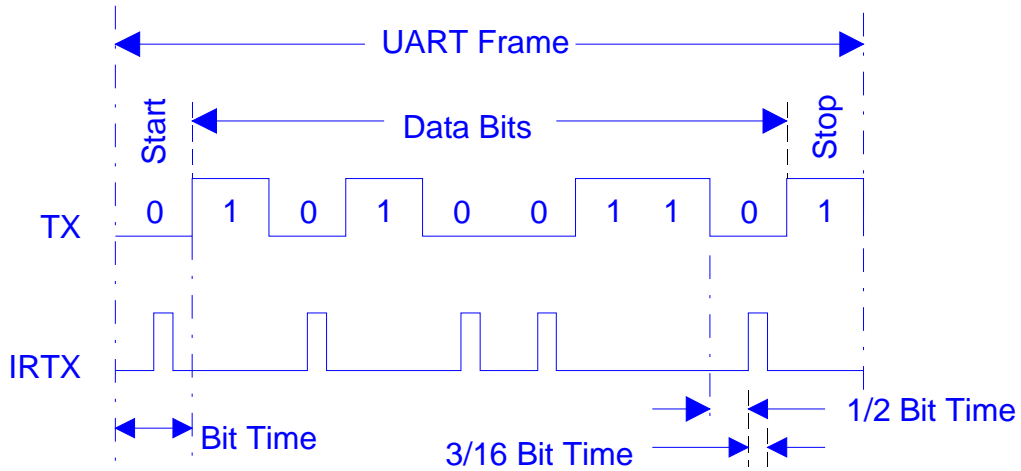 UART Frame
Start
Data Bits
Stop
TX
0 1 0 1 0 0 1 1 0 1
IRTX
Bit Time
1/2 Bit Time
3/16 Bit Time